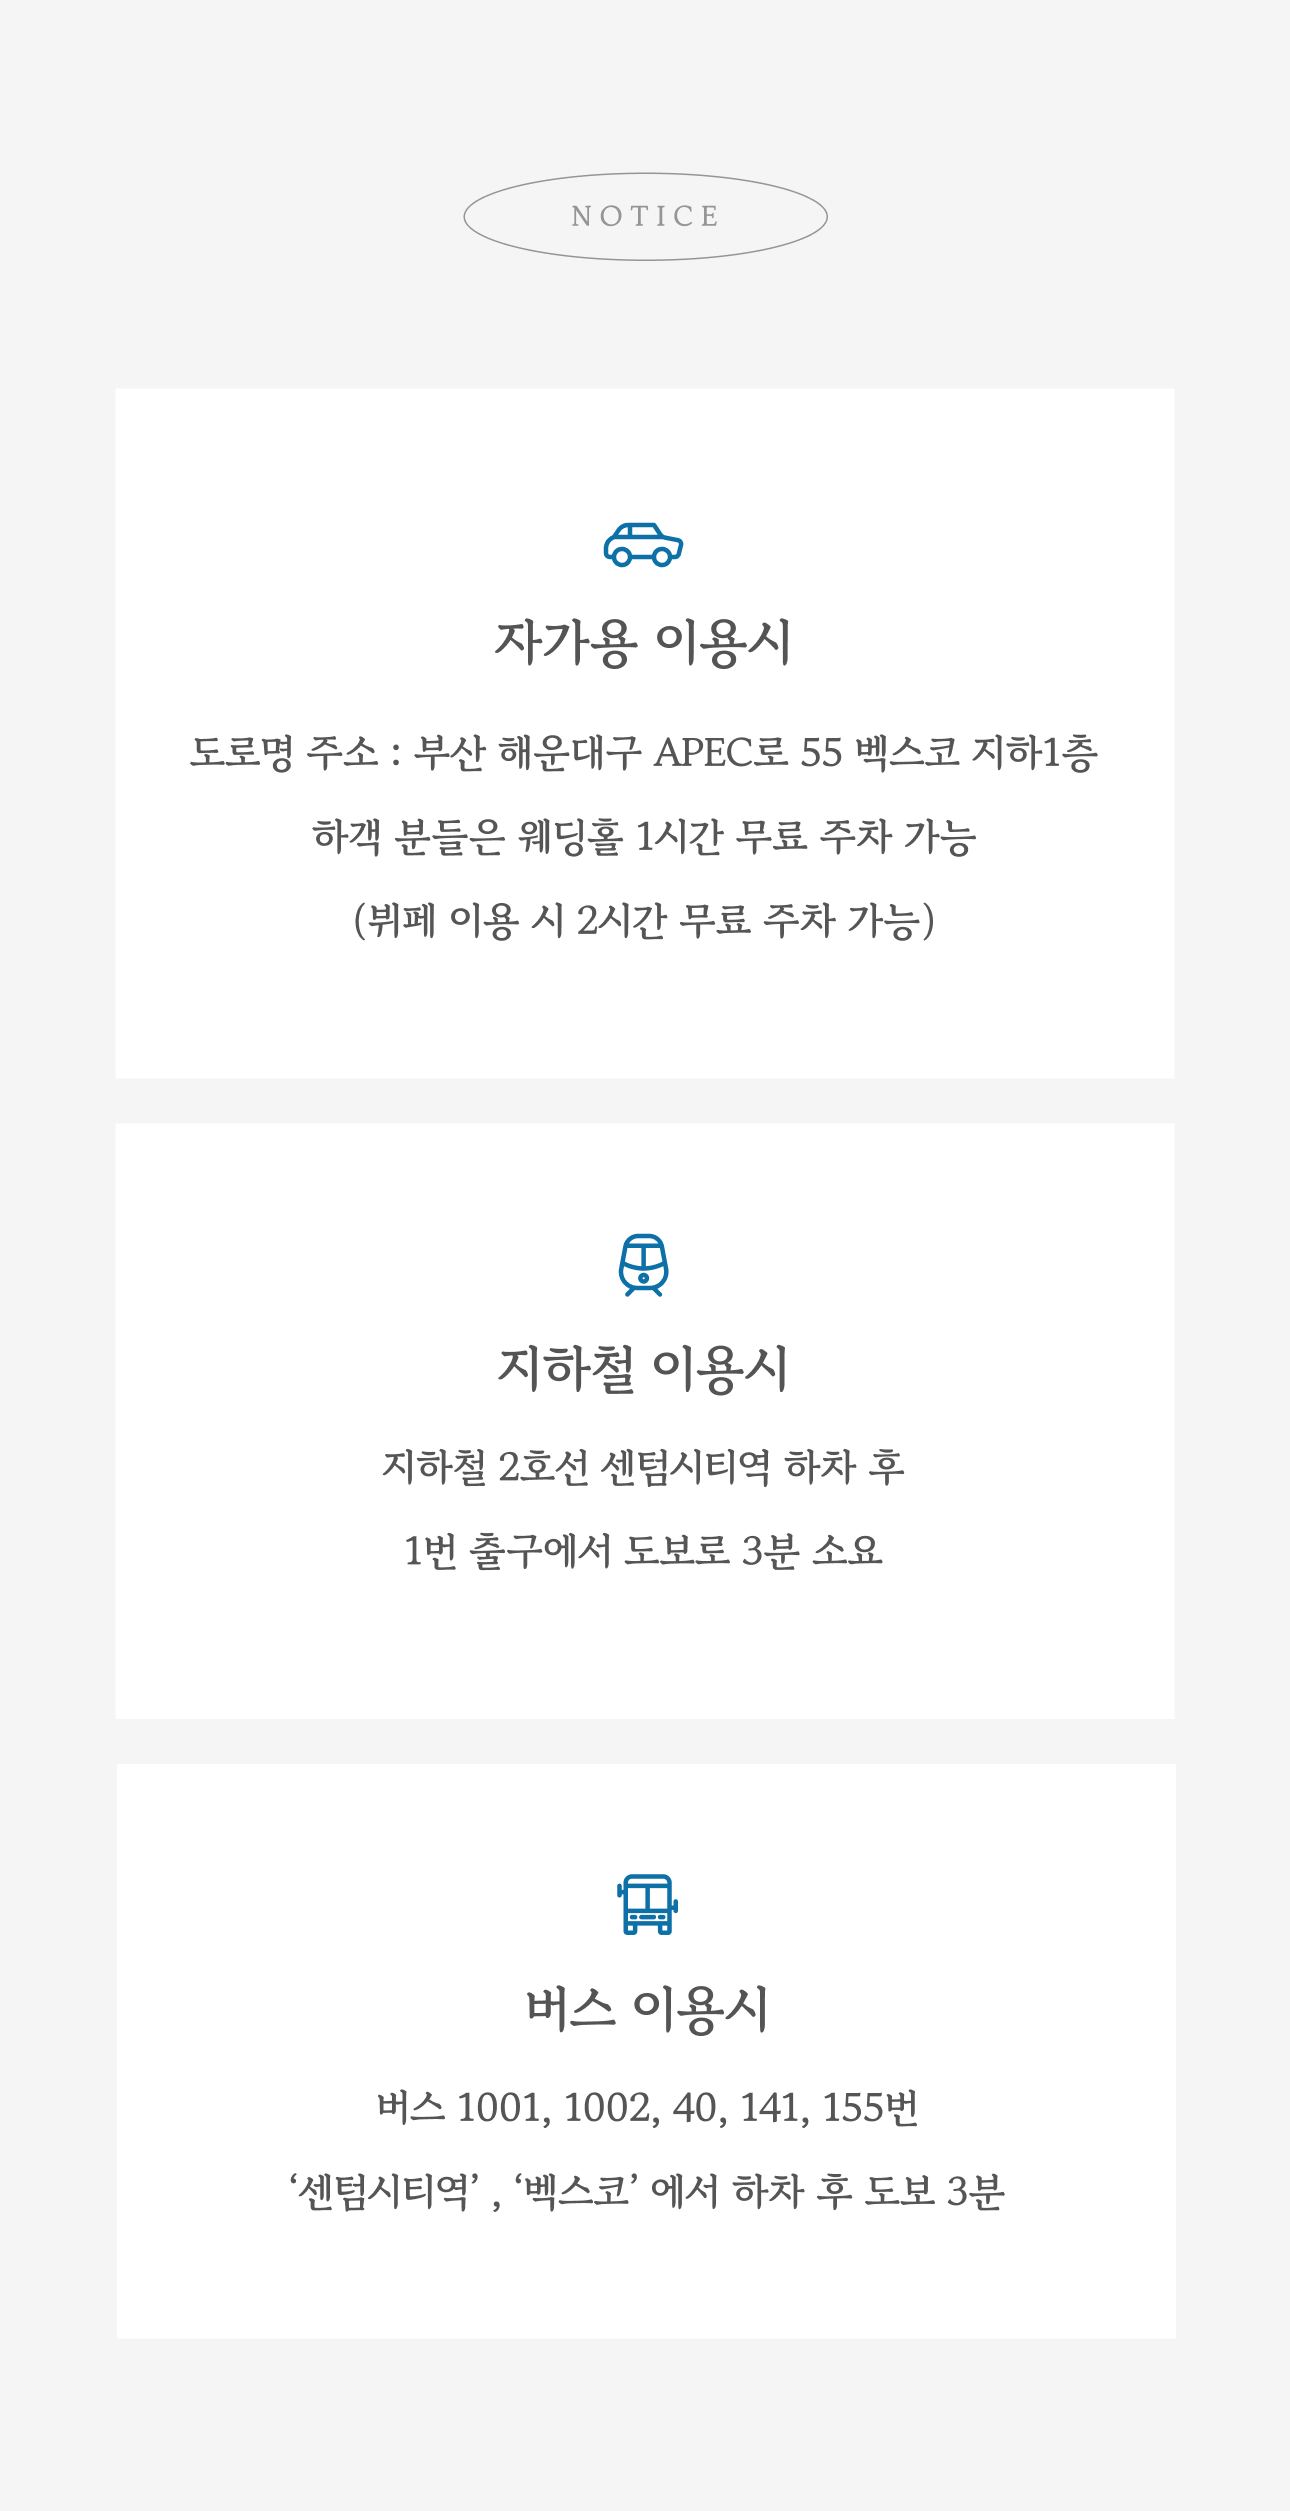 NOTICE
자가용 이용시
도로명 주소 : 부산 해운대구 APEC로 55 벡스코 지하1층
하객 분들은 웨딩홀 1시간 무료 주차 가능
(뷔페 이용 시 2시간 무료 주차 가능)
지하철 이용시
지하철 2호선 센텀시티역 하차 후
1번 출구에서 도보로 3분 소요
버스 이용시
버스 1001, 1002, 40, 141, 155번
‘센텀시티역’ , ‘벡스코’ 에서 하차 후 도보 3분